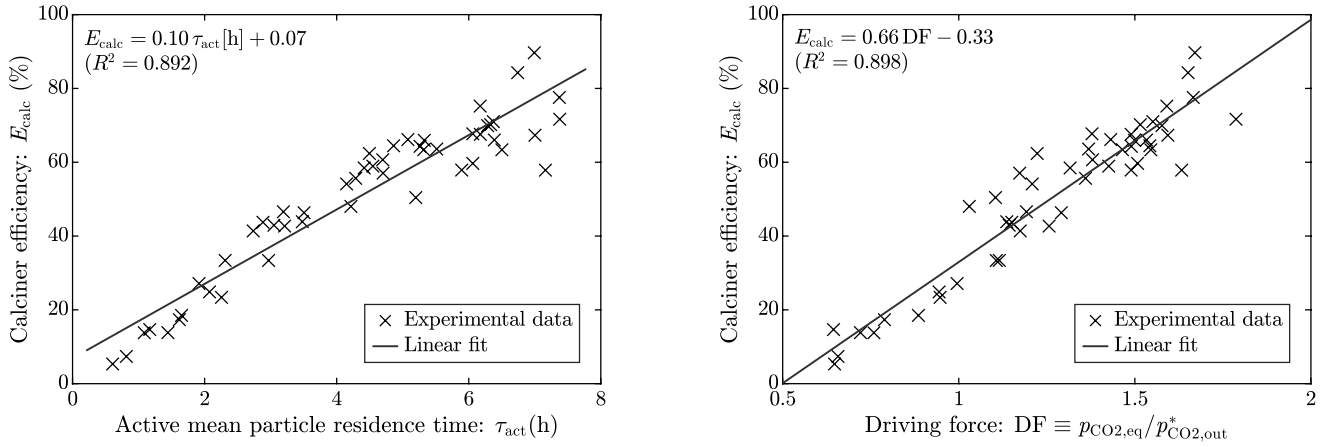 E_calc = 0.10 τ_act[h] + 0.07
(R² = 0.892)
Calciner efficiency: E_calc (%)
100
80
60
40
20
0
0 2 4 6 8
Experimental data
Linear fit
Active mean particle residence time: τ_act(h)
E_calc = 0.66 DF − 0.33
(R² = 0.898)
Calciner efficiency: E_calc (%)
100
80
60
40
20
0
0.5 1 1.5 2
Experimental data
Linear fit
Driving force: DF ≡ p_CO2,eq/p*_CO2,out